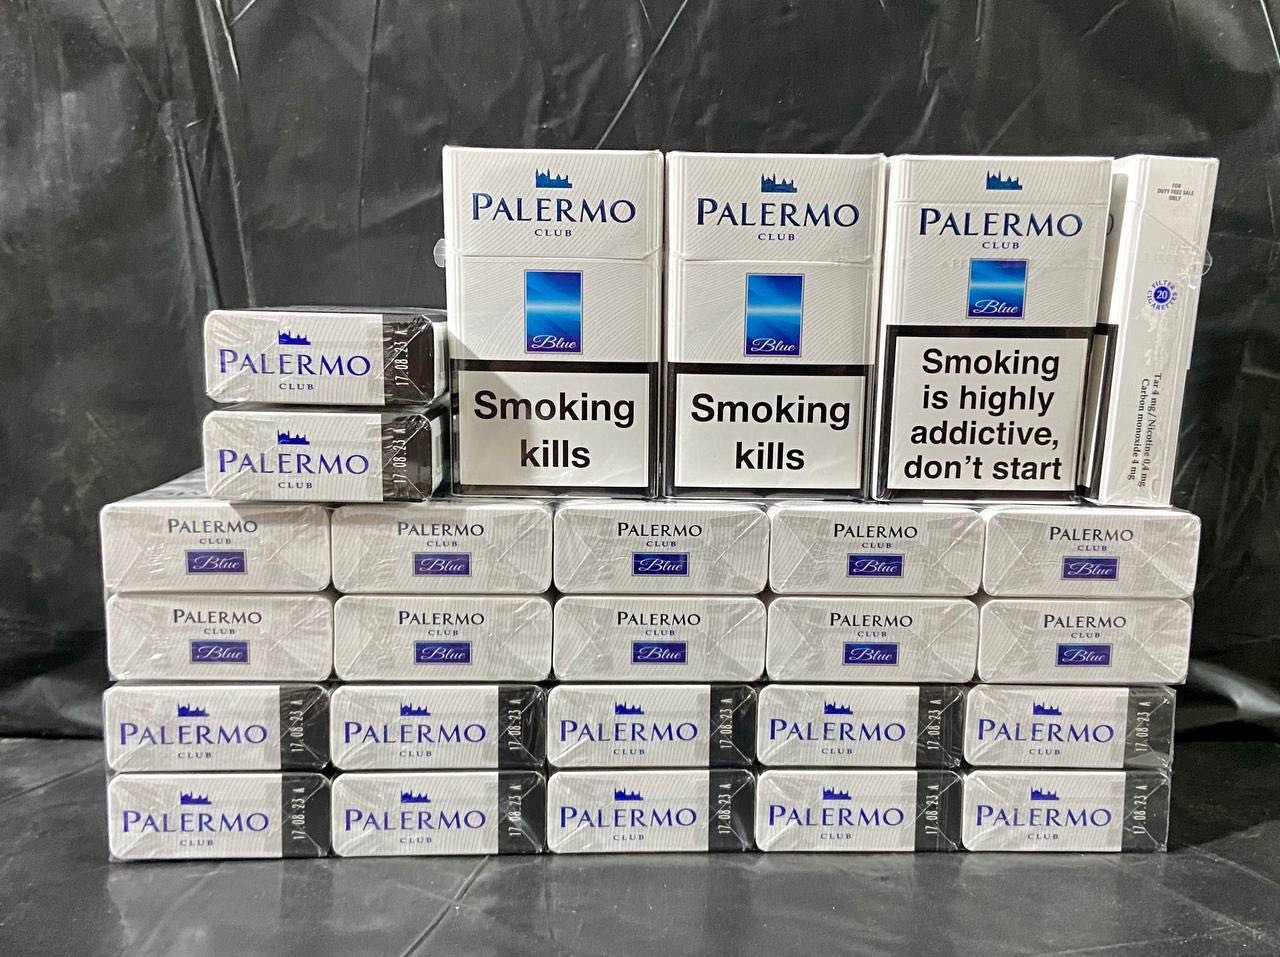 PALERMO
CLUB
Blue
Smoking
kills
PALERMO
CLUB
Blue
Smoking
kills
PALERMO
CLUB
Blue
Smoking
is highly
addictive,
don't start
FOR
DUTY FREE SALE
ONLY
FILTER
20
CIGARETTES
Tar 4 mg / Nicotine 0,4 mg
Carbon monoxide 4 mg
PALERMO
CLUB
17.08.23 A
PALERMO
CLUB
17.08.23 A
PALERMO
CLUB
Blue
PALERMO
CLUB
Blue
PALERMO
CLUB
Blue
PALERMO
CLUB
Blue
PALERMO
CLUB
Blue
PALERMO
CLUB
Blue
PALERMO
CLUB
Blue
PALERMO
CLUB
Blue
PALERMO
CLUB
Blue
PALERMO
CLUB
Blue
PALERMO
CLUB
17.08.23 A
PALERMO
CLUB
17.08.23 A
PALERMO
CLUB
17.08.23 A
PALERMO
CLUB
17.08.23 A
PALERMO
CLUB
17.08.23 A
PALERMO
CLUB
17.08.23 A
PALERMO
CLUB
17.08.23 A
PALERMO
CLUB
17.08.23 A
PALERMO
CLUB
17.08.23 A
PALERMO
CLUB
17.08.23 A